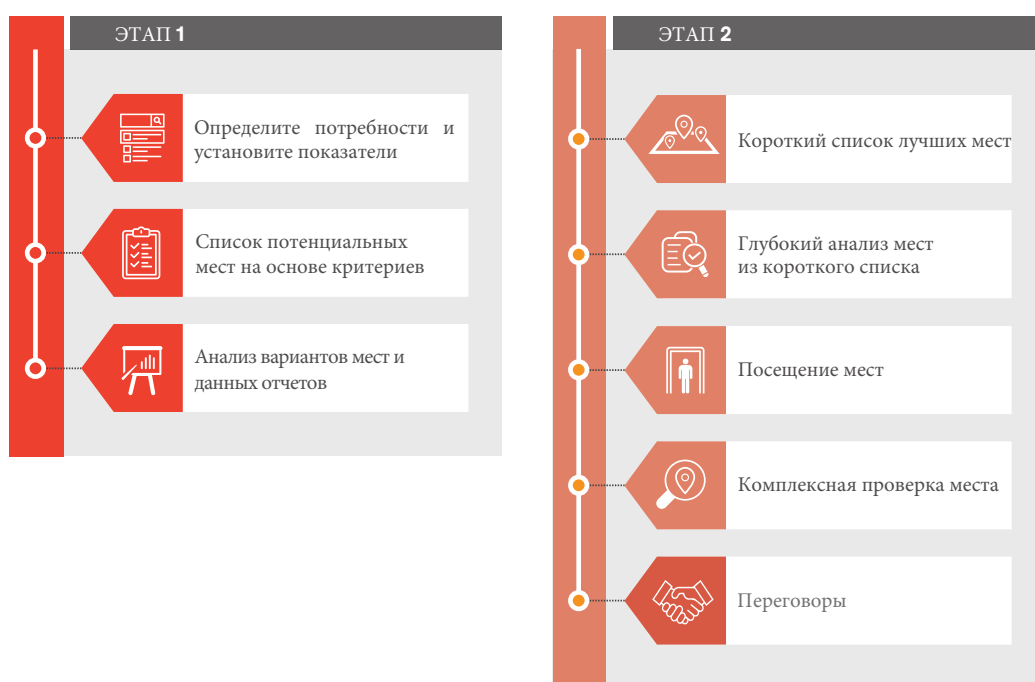 ЭТАП 1
Определите потребности и
установите показатели
Список потенциальных
мест на основе критериев
Анализ вариантов мест и
данных отчетов
ЭТАП 2
Короткий список лучших мест
Глубокий анализ мест
из короткого списка
Посещение мест
Комплексная проверка места
Переговоры